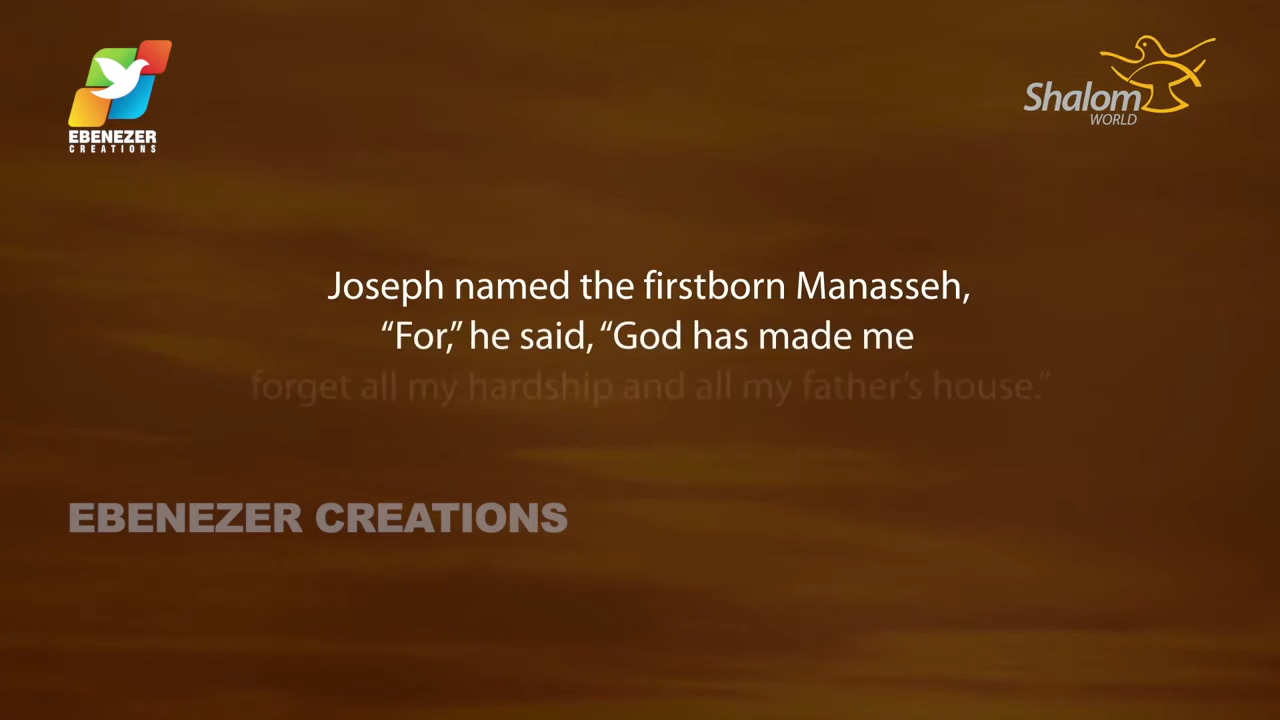 EBENEZER
CREATIONS
Shalom
WORLD
Joseph named the firstborn Manasseh,
“For,” he said, “God has made me
forget all my hardship and all my father’s house.”
EBENEZER CREATIONS